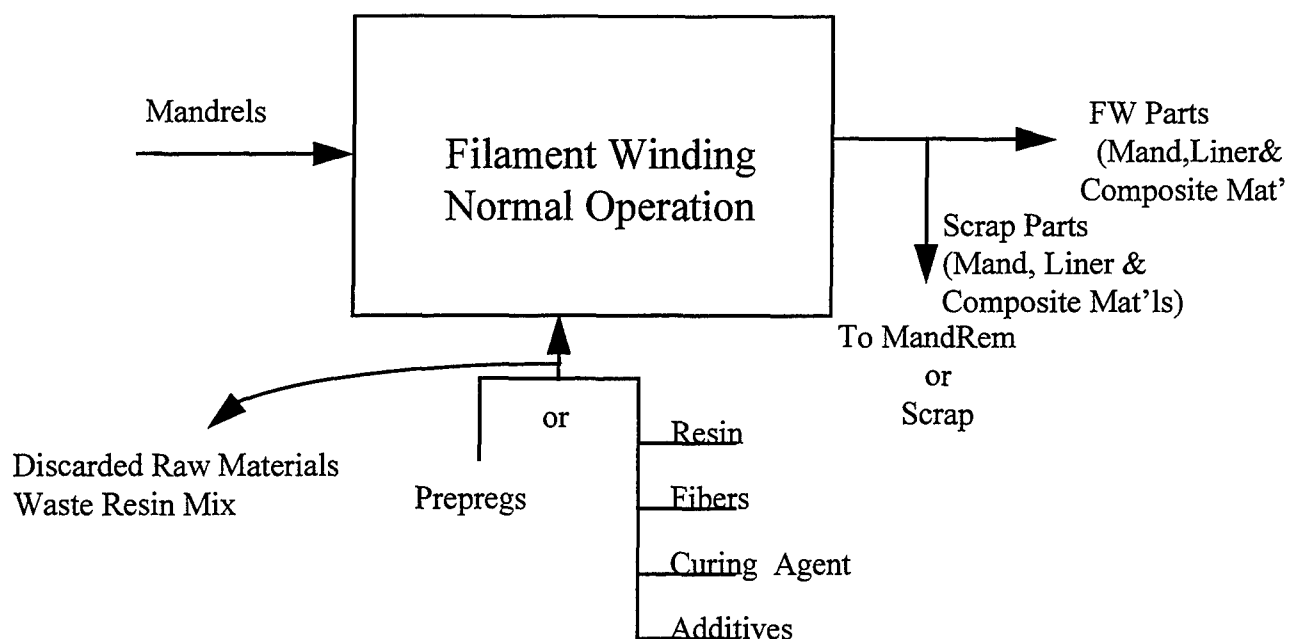 Mandrels
Filament Winding
Normal Operation
FW Parts
(Mand,Liner&
Composite Mat'
Scrap Parts
(Mand, Liner &
Composite Mat'ls)
To MandRem
or
Scrap
or
Prepregs
Resin
Fibers
Curing Agent
Additives
Discarded Raw Materials
Waste Resin Mix